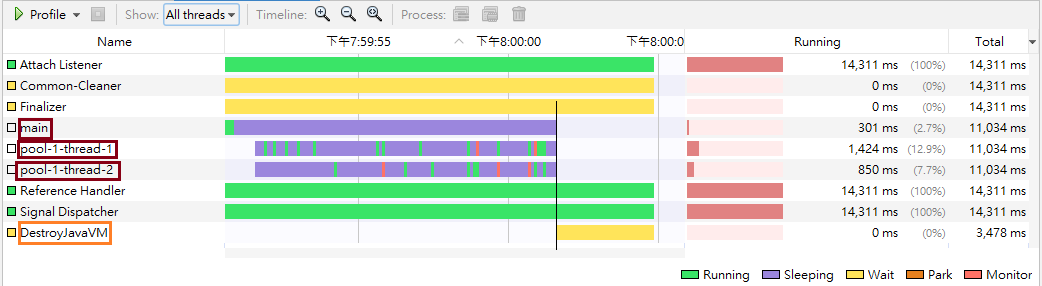 Profile Show: All threads Timeline: Process:
Name 下午7:59:55 下午8:00:00 下午8:00:0 Running Total
Attach Listener 14,311 ms (100%) 14,311 ms
Common-Cleaner 0 ms (0%) 14,311 ms
Finalizer 0 ms (0%) 14,311 ms
main 301 ms (2.7%) 11,034 ms
pool-1-thread-1 1,424 ms (12.9%) 11,034 ms
pool-1-thread-2 850 ms (7.7%) 11,034 ms
Reference Handler 14,311 ms (100%) 14,311 ms
Signal Dispatcher 14,311 ms (100%) 14,311 ms
DestroyJavaVM 0 ms (0%) 3,478 ms
Running Sleeping Wait Park Monitor